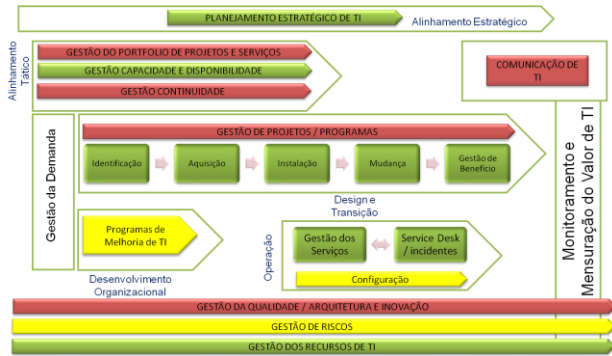 PLANEJAMENTO ESTRATÉGICO DE TI
Alinhamento Estratégico
Alinhamento
Tático
GESTÃO DO PORTFOLIO DE PROJETOS E SERVIÇOS
GESTÃO CAPACIDADE E DISPONIBILIDADE
GESTÃO CONTINUIDADE
COMUNICAÇÃO DE
TI
Gestão da Demanda
GESTÃO DE PROJETOS / PROGRAMAS
Identificação
Aquisição
Instalação
Mudança
Gestão de
Benefício
Design e
Transição
Monitoramento e
Mensuração do Valor de TI
Programas de
Melhoria de TI
Desenvolvimento
Organizacional
Operação
Gestão dos
Serviços
Service Desk
/ incidentes
Configuração
GESTÃO DA QUALIDADE / ARQUITETURA E INOVAÇÃO
GESTÃO DE RISCOS
GESTÃO DOS RECURSOS DE TI